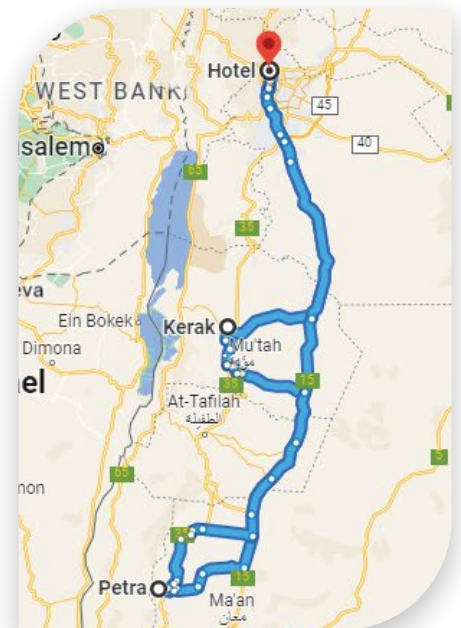 Hotel
WEST BANK
45
40
salem
65
35
eva
Ein Bokek
Kerak
Mu'tah
مؤتة
Dimona
35
el
15
At-Tafilah
الطفيلة
5
65
non
35
15
Petra
Ma'an
معان